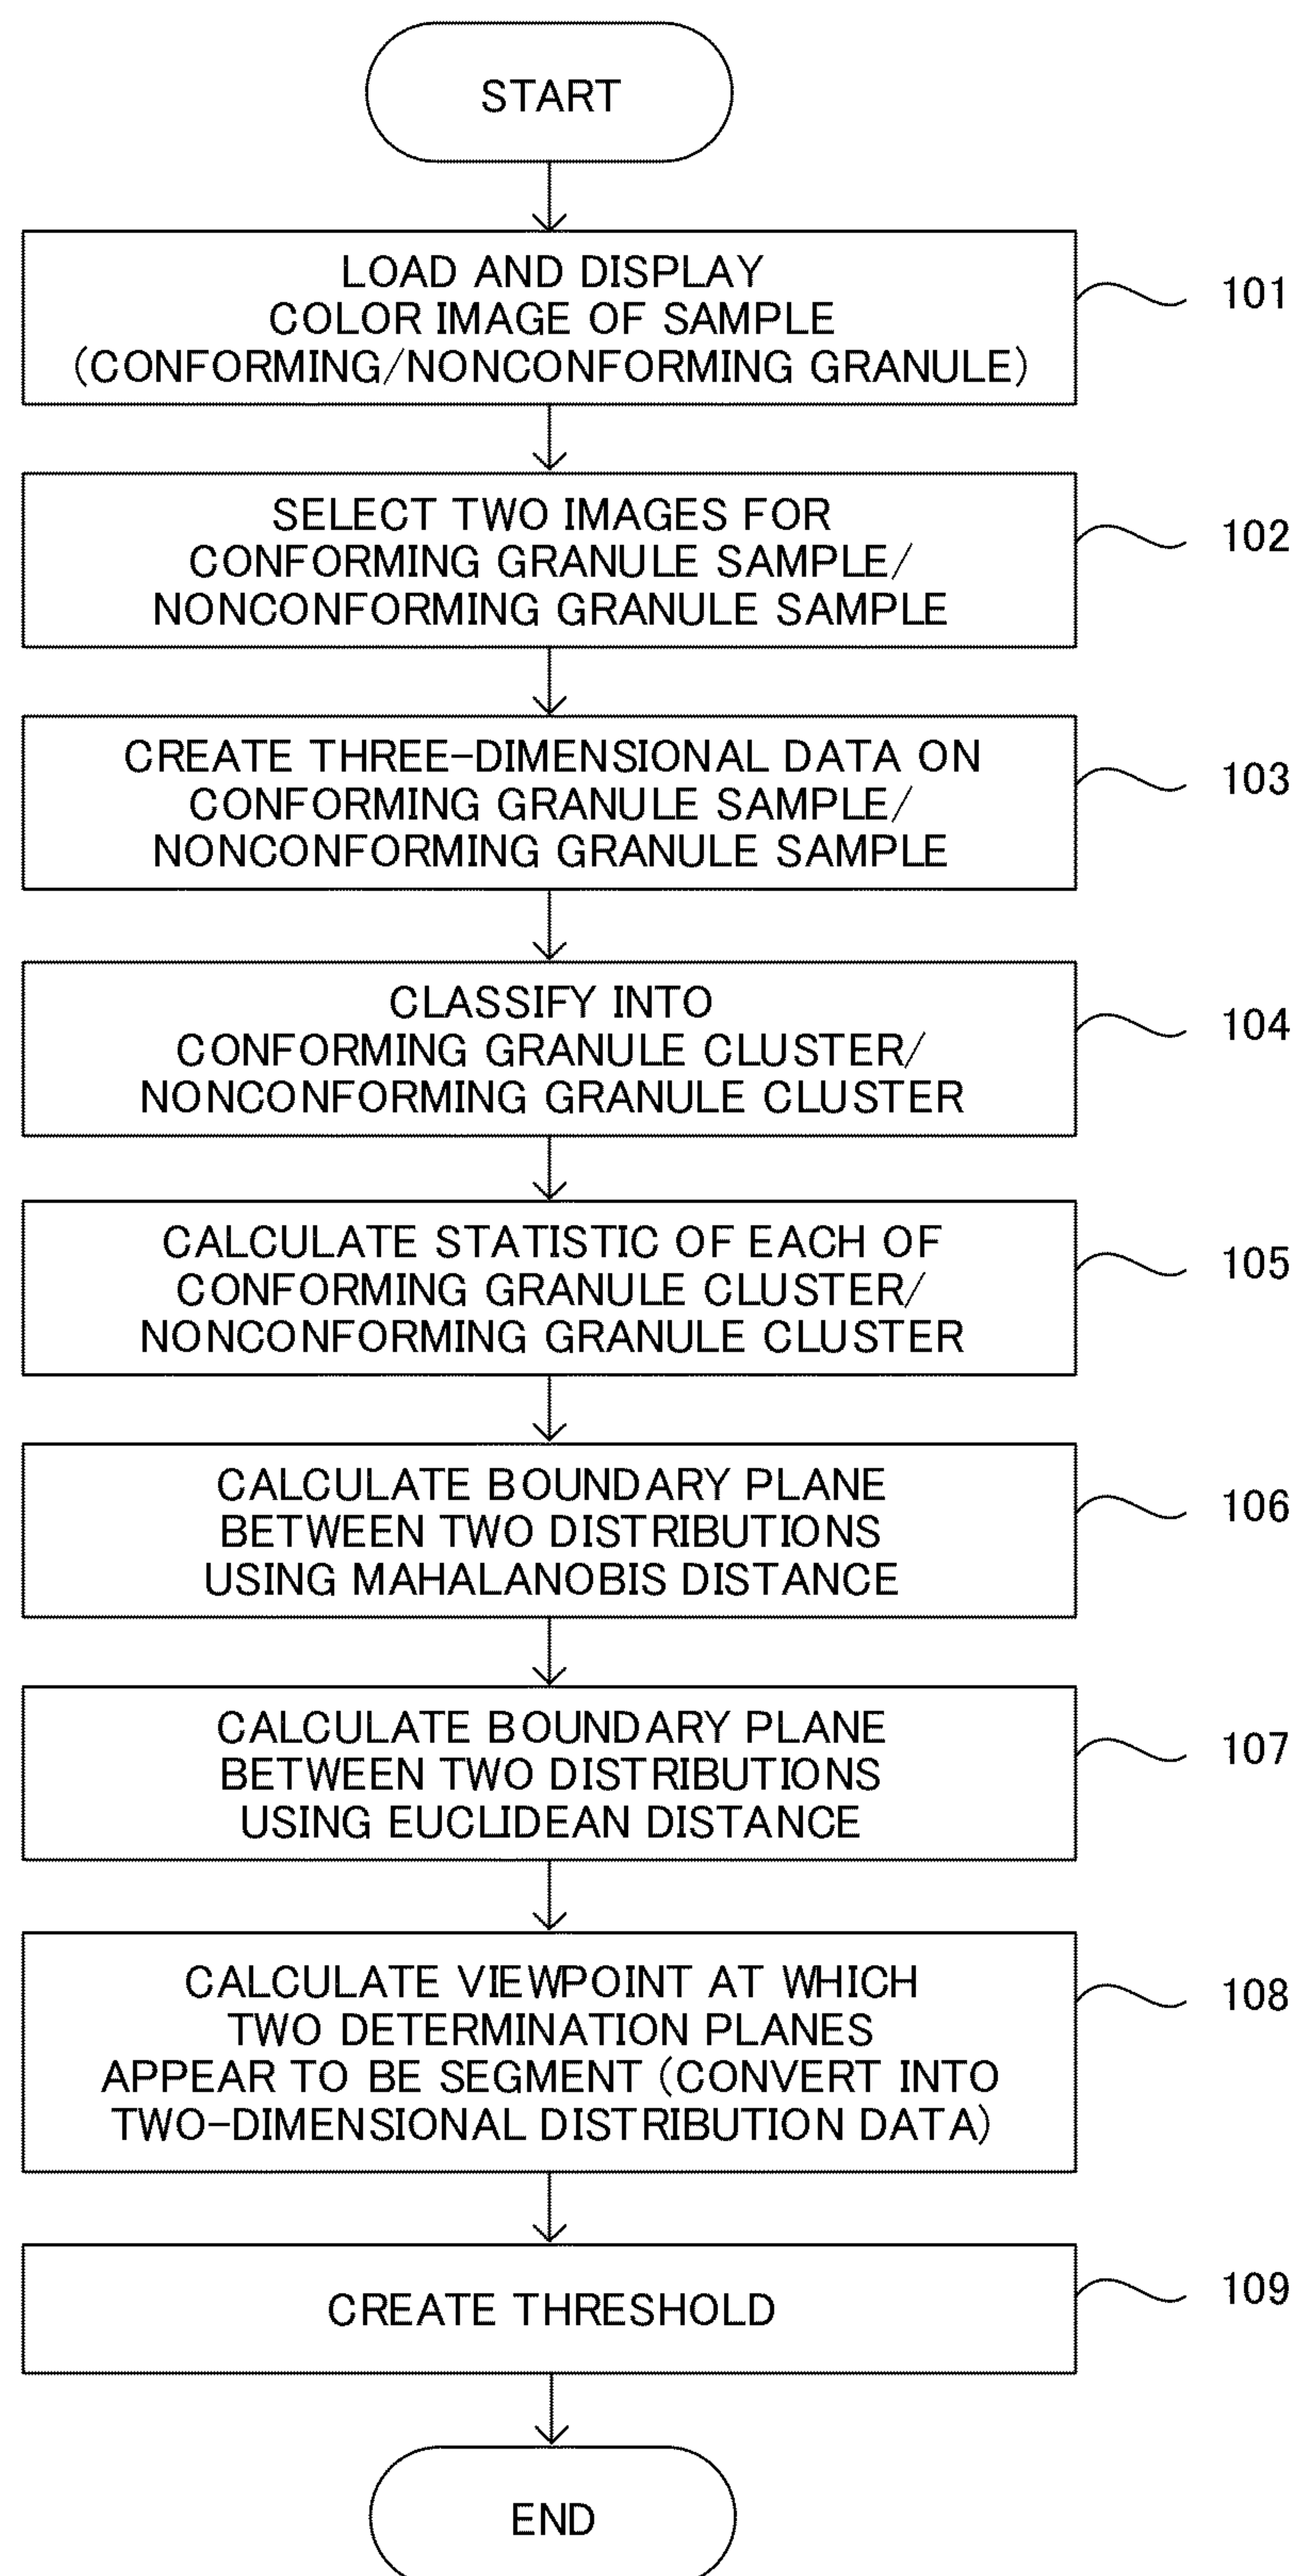 START
LOAD AND DISPLAY
COLOR IMAGE OF SAMPLE
(CONFORMING/NONCONFORMING GRANULE)
101
SELECT TWO IMAGES FOR
CONFORMING GRANULE SAMPLE/
NONCONFORMING GRANULE SAMPLE
102
CREATE THREE-DIMENSIONAL DATA ON
CONFORMING GRANULE SAMPLE/
NONCONFORMING GRANULE SAMPLE
103
CLASSIFY INTO
CONFORMING GRANULE CLUSTER/
NONCONFORMING GRANULE CLUSTER
104
CALCULATE STATISTIC OF EACH OF
CONFORMING GRANULE CLUSTER/
NONCONFORMING GRANULE CLUSTER
105
CALCULATE BOUNDARY PLANE
BETWEEN TWO DISTRIBUTIONS
USING MAHALANOBIS DISTANCE
106
CALCULATE BOUNDARY PLANE
BETWEEN TWO DISTRIBUTIONS
USING EUCLIDEAN DISTANCE
107
CALCULATE VIEWPOINT AT WHICH
TWO DETERMINATION PLANES
APPEAR TO BE SEGMENT (CONVERT INTO
TWO-DIMENSIONAL DISTRIBUTION DATA)
108
CREATE THRESHOLD
109
END